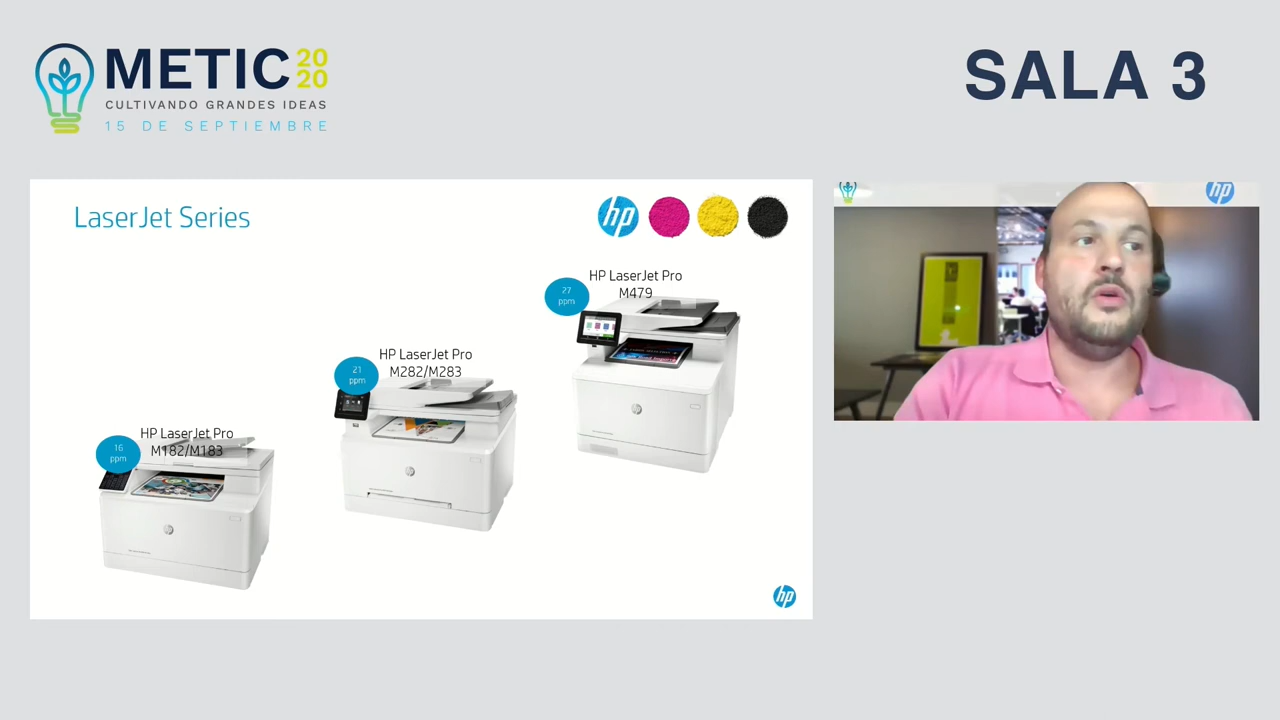 METIC 2020
CULTIVANDO GRANDES IDEAS
15 DE SEPTIEMBRE
SALA 3
LaserJet Series
hp
HP LaserJet Pro
M479
27
ppm
HP LaserJet Pro
M282/M283
21
ppm
HP LaserJet Pro
M182/M183
16
ppm
hp
hp